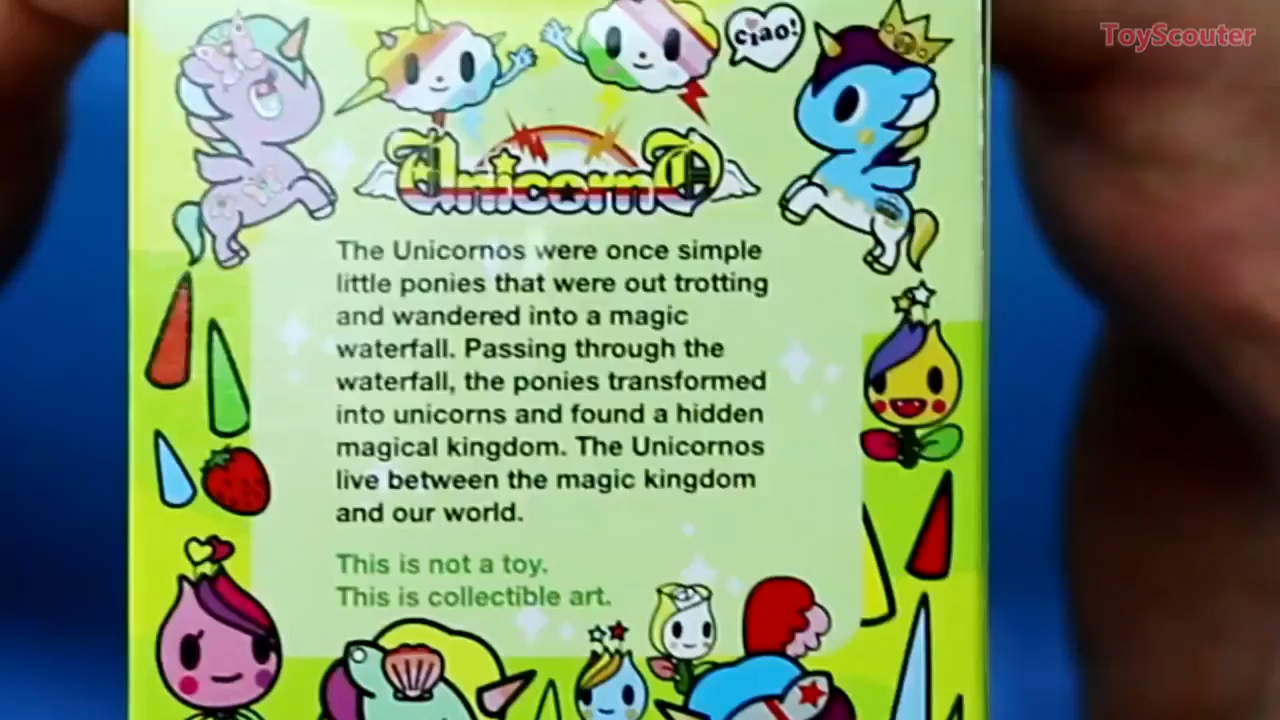 ToyScouter
ciao!
UnicornO
The Unicornos were once simple
little ponies that were out trotting
and wandered into a magic
waterfall. Passing through the
waterfall, the ponies transformed
into unicorns and found a hidden
magical kingdom. The Unicornos
live between the magic kingdom
and our world.
This is not a toy.
This is collectible art.